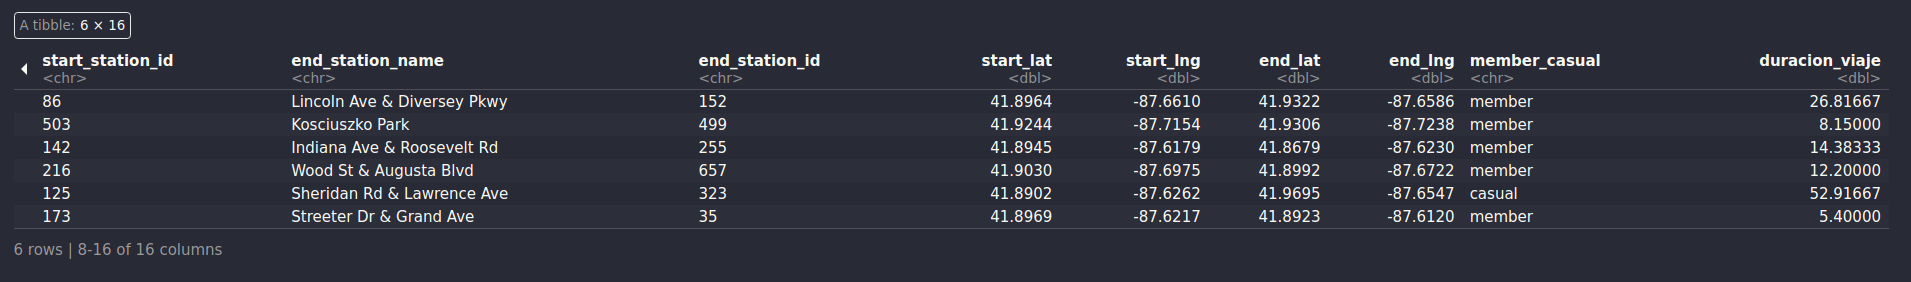 A tibble: 6 × 16
start_station_id end_station_name end_station_id start_lat start_lng end_lat end_lng member_casual duracion_viaje
<chr> <chr> <chr> <dbl> <dbl> <dbl> <dbl> <chr> <dbl>
86 Lincoln Ave & Diversey Pkwy 152 41.8964 -87.6610 41.9322 -87.6586 member 26.81667
503 Kosciuszko Park 499 41.9244 -87.7154 41.9306 -87.7238 member 8.15000
142 Indiana Ave & Roosevelt Rd 255 41.8945 -87.6179 41.8679 -87.6230 member 14.38333
216 Wood St & Augusta Blvd 657 41.9030 -87.6975 41.8992 -87.6722 member 12.20000
125 Sheridan Rd & Lawrence Ave 323 41.8902 -87.6262 41.9695 -87.6547 casual 52.91667
173 Streeter Dr & Grand Ave 35 41.8969 -87.6217 41.8923 -87.6120 member 5.40000
6 rows | 8-16 of 16 columns